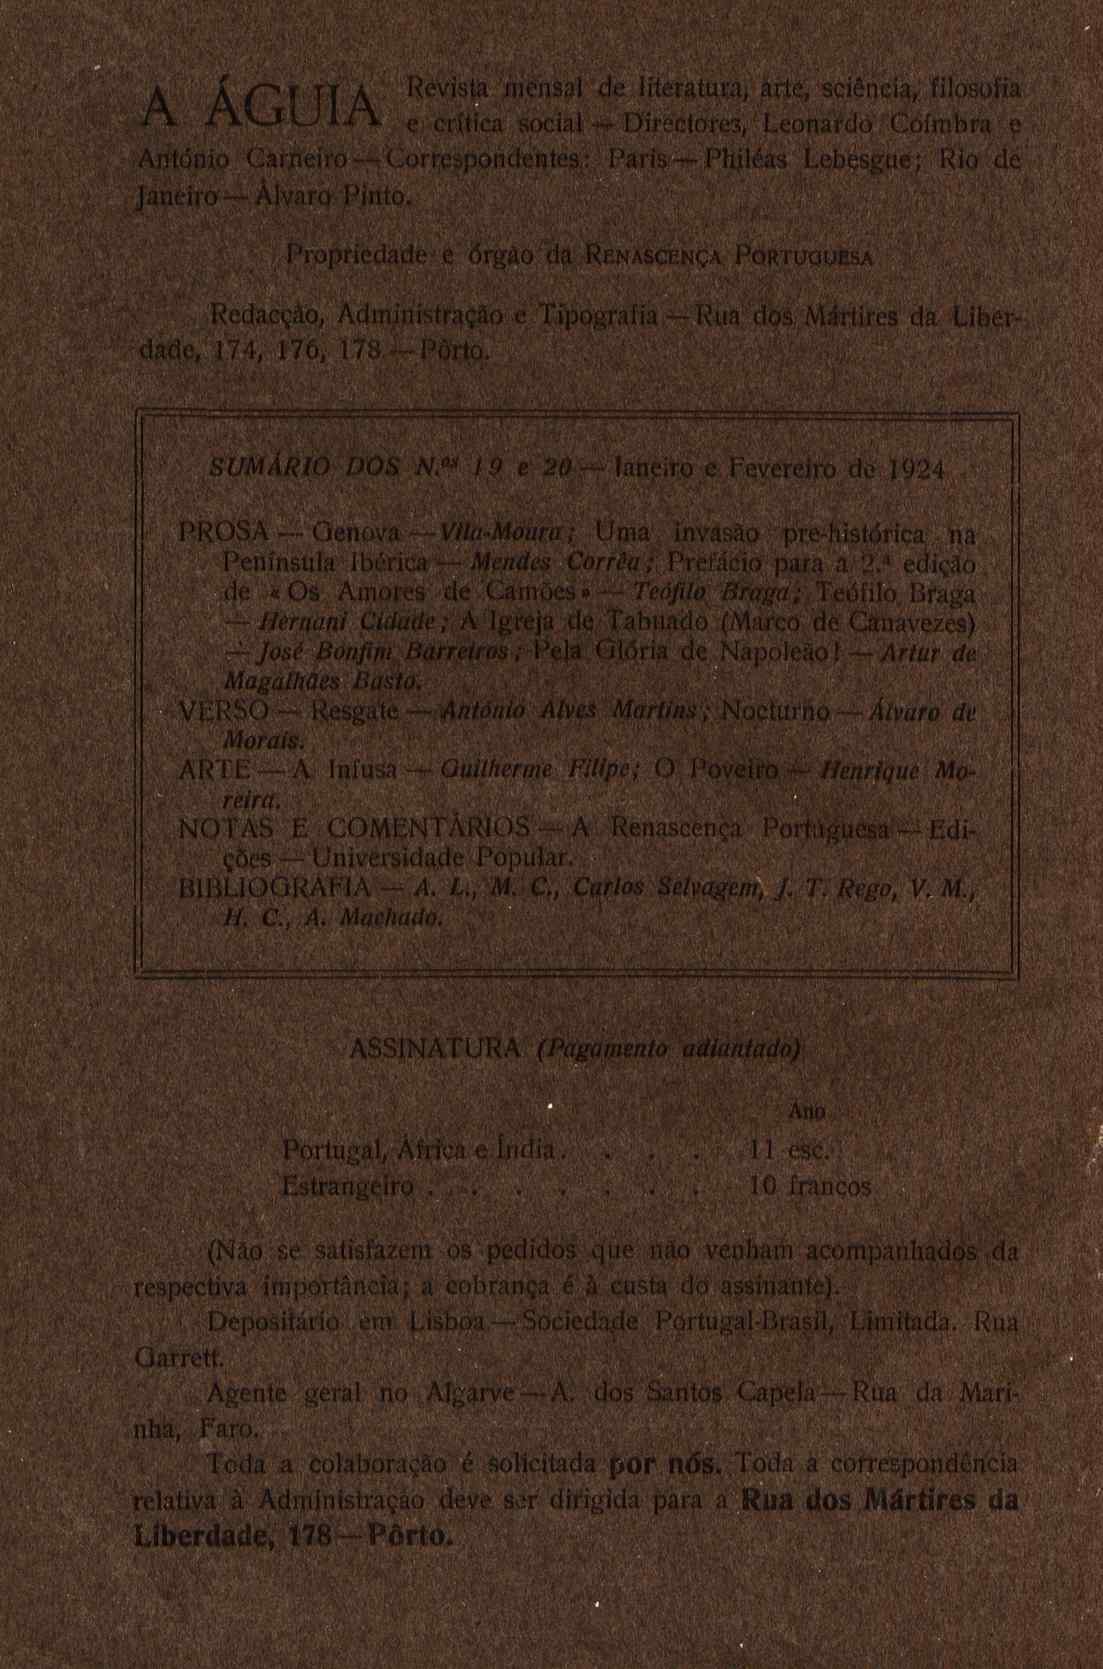 A ÁGUIA Revista mensal de literatura, arte, sciência, filosofia
e crítica social — Directores, Leonardo Coímbra e
António Carneiro — Correspondentes: Paris — Philéas Lebesgue; Rio de
Janeiro — Álvaro Pinto.
Propriedade e órgão da RENASCENÇA PORTUGUESA
Redacção, Administração e Tipografia — Rua dos Mártires da Liber-
dade, 174, 176, 178 — Pôrto.
SUMÁRIO DOS N.os 19 e 20 — Janeiro e Fevereiro de 1924
PROSA — Genova — Vila-Moura; Uma invasão pre-histórica na
Península Ibérica — Mendes Corrêa; Prefácio para a 2.ª edição
de «Os Amores de Camões» — Teófilo Braga; Teófilo Braga
— Hernani Cidade; A Igreja de Tabuado (Marco de Canavezes)
— José Bonfim Barreiros; Pela Glória de Napoleão! — Artur de
Magalhães Basto.
VERSO — Resgate — António Alves Martins; Nocturno — Álvaro de
Morais.
ARTE — A Infusa — Guilherme Filipe; O Poveiro — Henrique Mo-
reira.
NOTAS E COMENTÁRIOS — A Renascença Portuguesa — Edi-
ções — Universidade Popular.
BIBLIOGRAFIA — A. L., M. C., Carlos Selvagem, J. T. Rego, V. M.,
H. C., A. Machado.
ASSINATURA (Pagamento adiantado)
Ano
Portugal, África e Índia . . . . 11 esc.
Estrangeiro . . . . . . . 10 francos
(Não se satisfazem os pedidos que não venham acompanhados da
respectiva importância; a cobrança é à custa do assinante).
Depositário em Lisboa — Sociedade Portugal-Brasil, Limitada. Rua
Garrett.
Agente geral no Algarve — A. dos Santos Capela — Rua da Mari-
nha, Faro.
Toda a colaboração é solicitada por nós. Toda a correspondência
relativa à Administração deve ser dirigida para a Rua dos Mártires da
Liberdade, 178 — Pôrto.